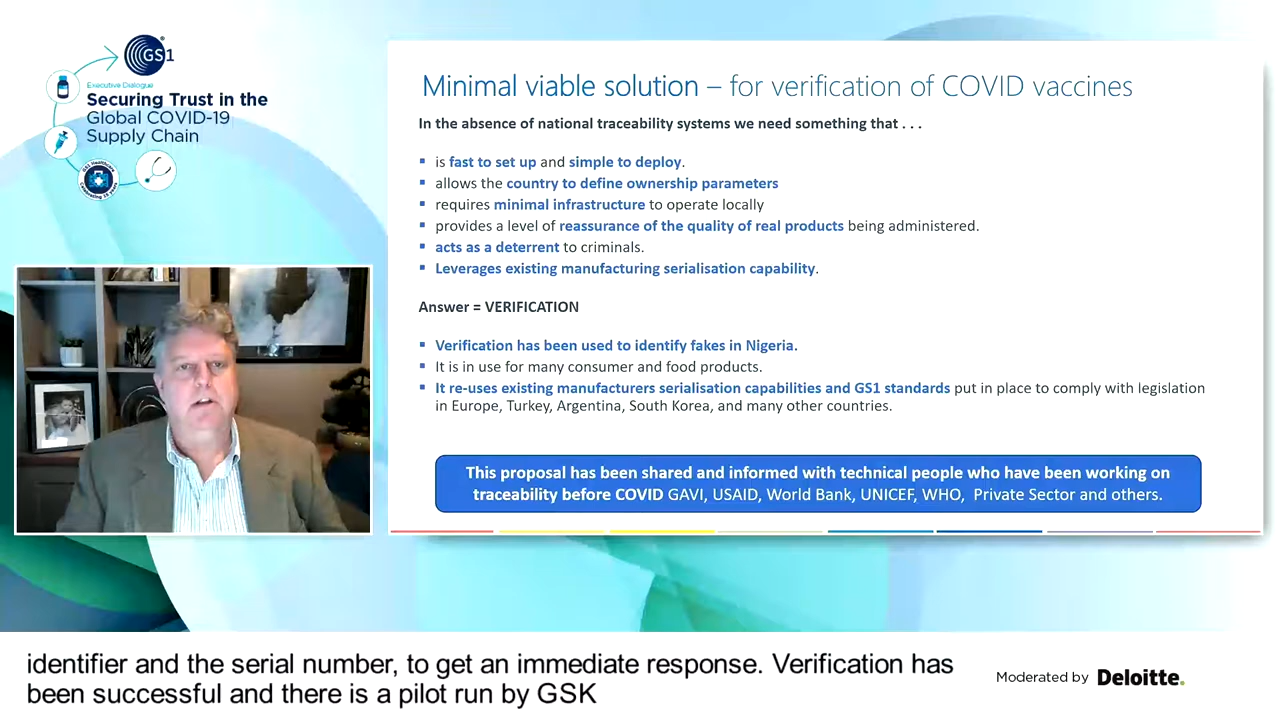 GS1
Executive Dialogue
Securing Trust in the
Global COVID-19
Supply Chain
GS1 Healthcare
Minimal viable solution – for verification of COVID vaccines
In the absence of national traceability systems we need something that . . .
▪ is fast to set up and simple to deploy.
▪ allows the country to define ownership parameters
▪ requires minimal infrastructure to operate locally
▪ provides a level of reassurance of the quality of real products being administered.
▪ acts as a deterrent to criminals.
▪ Leverages existing manufacturing serialisation capability.
Answer = VERIFICATION
▪ Verification has been used to identify fakes in Nigeria.
▪ It is in use for many consumer and food products.
▪ It re-uses existing manufacturers serialisation capabilities and GS1 standards put in place to comply with legislation
in Europe, Turkey, Argentina, South Korea, and many other countries.
This proposal has been shared and informed with technical people who have been working on
traceability before COVID GAVI, USAID, World Bank, UNICEF, WHO, Private Sector and others.
identifier and the serial number, to get an immediate response. Verification has
been successful and there is a pilot run by GSK
Moderated by Deloitte.